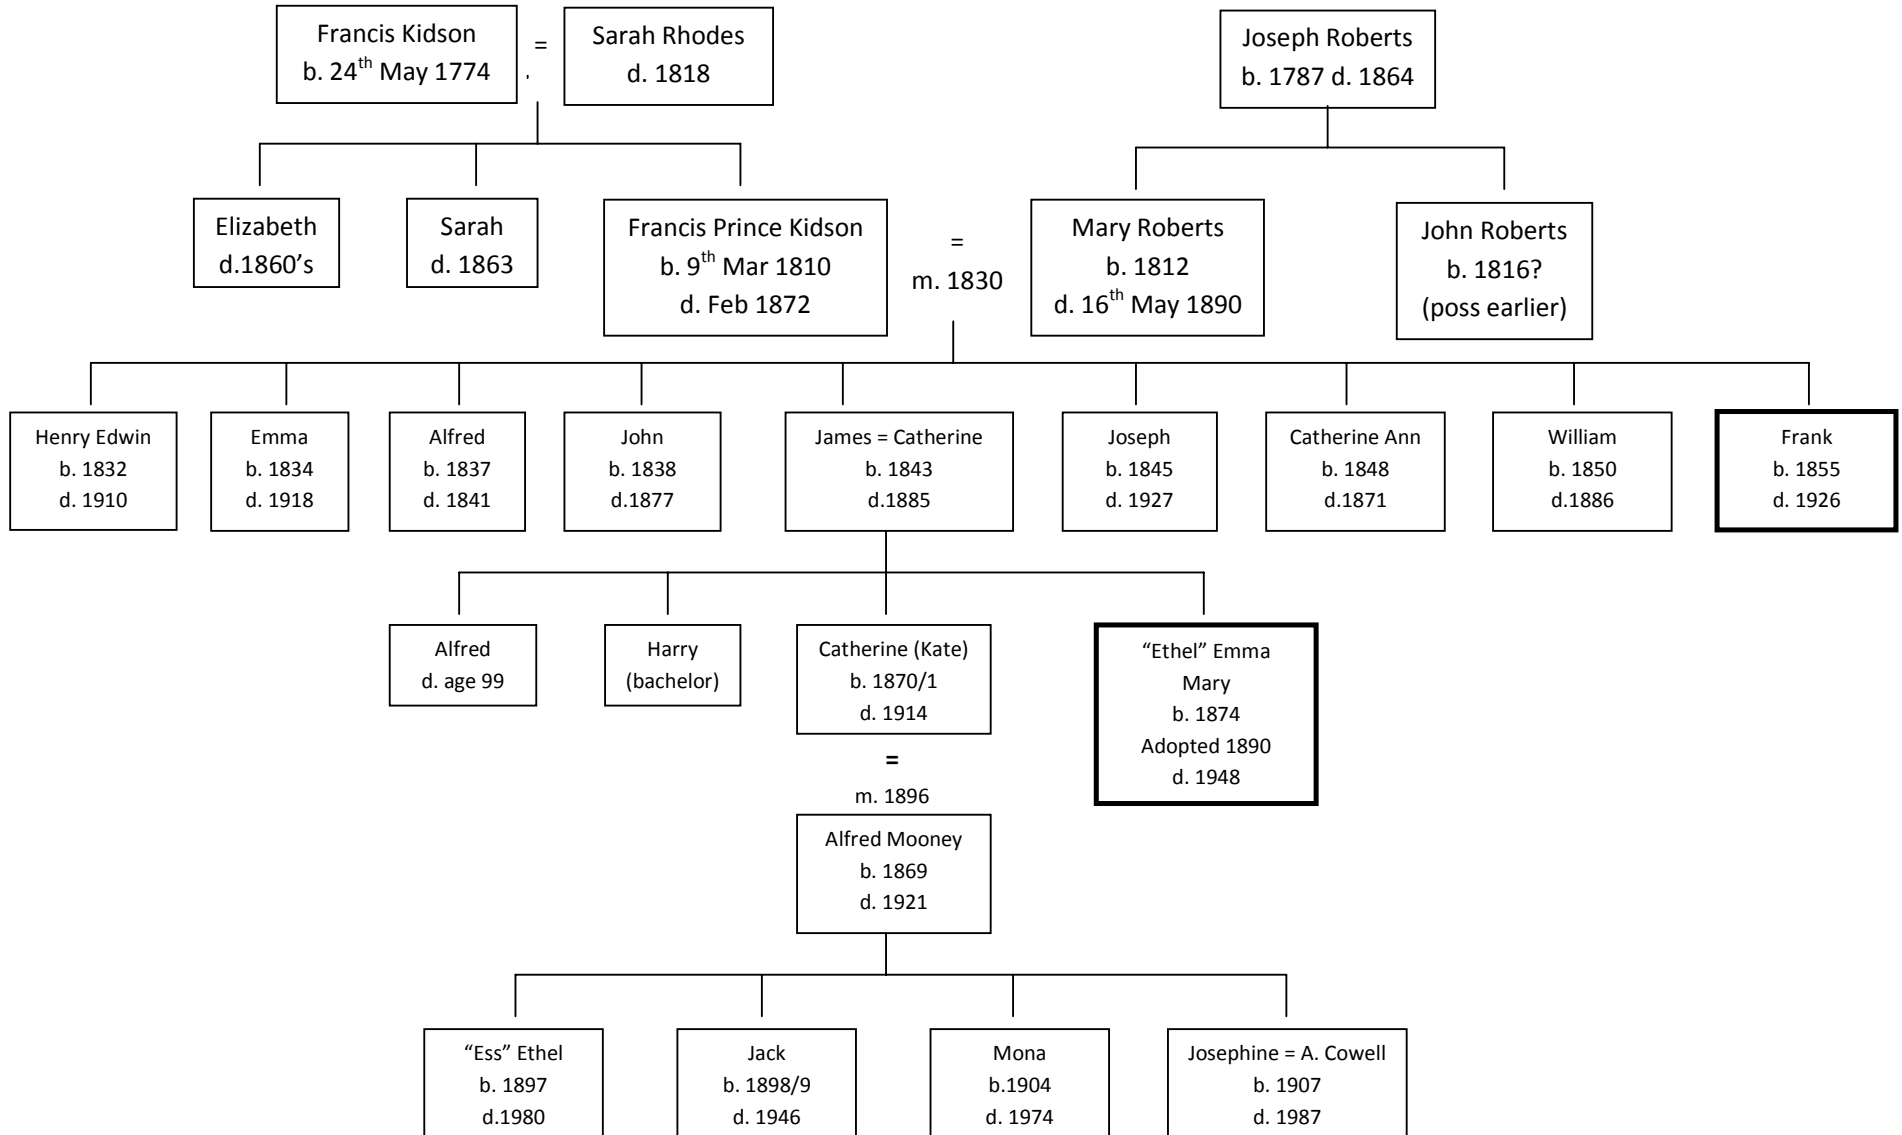 Francis Kidson
b. 24th May 1774
=
Sarah Rhodes
d. 1818
Joseph Roberts
b. 1787 d. 1864
Elizabeth
d.1860’s
Sarah
d. 1863
Francis Prince Kidson
b. 9th Mar 1810
d. Feb 1872
=
m. 1830
Mary Roberts
b. 1812
d. 16th May 1890
John Roberts
b. 1816?
(poss earlier)
Henry Edwin
b. 1832
d. 1910
Emma
b. 1834
d. 1918
Alfred
b. 1837
d. 1841
John
b. 1838
d.1877
James = Catherine
b. 1843
d.1885
Joseph
b. 1845
d. 1927
Catherine Ann
b. 1848
d.1871
William
b. 1850
d.1886
Frank
b. 1855
d. 1926
Alfred
d. age 99
Harry
(bachelor)
Catherine (Kate)
b. 1870/1
d. 1914
“Ethel” Emma
Mary
b. 1874
Adopted 1890
d. 1948
=
m. 1896
Alfred Mooney
b. 1869
d. 1921
“Ess” Ethel
b. 1897
d.1980
Jack
b. 1898/9
d. 1946
Mona
b.1904
d. 1974
Josephine = A. Cowell
b. 1907
d. 1987